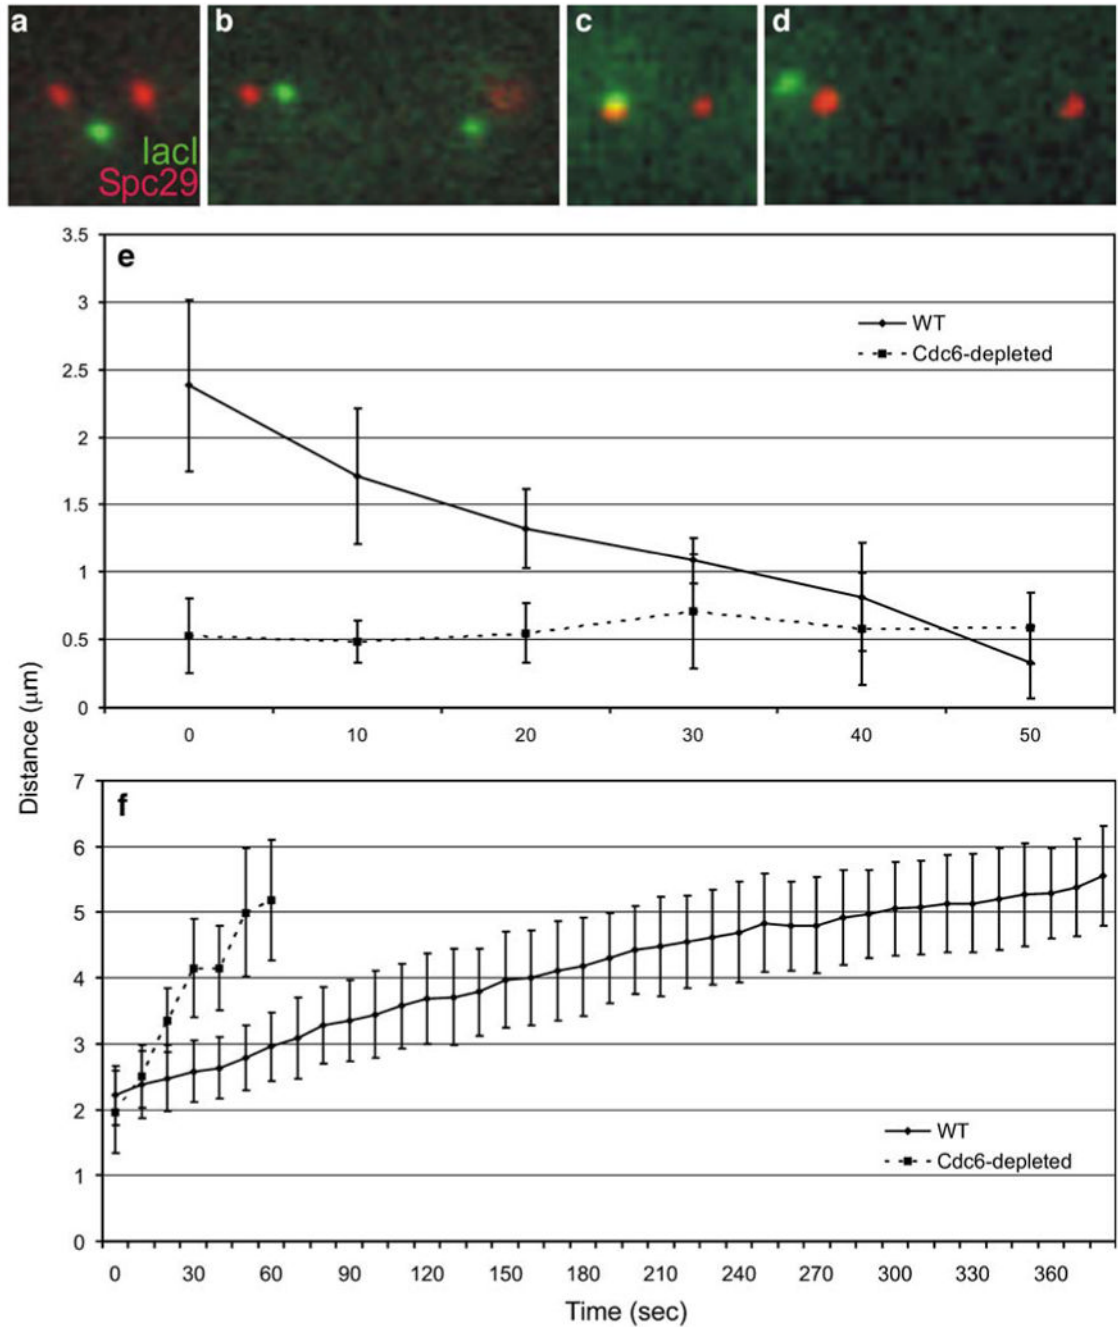 a b c d
lacI
Spc29
e
3.5
3
2.5
2
1.5
1
0.5
0
WT
Cdc6-depleted
0 10 20 30 40 50
Distance (μm)
f
7
6
5
4
3
2
1
0
WT
Cdc6-depleted
0 30 60 90 120 150 180 210 240 270 300 330 360
Time (sec)